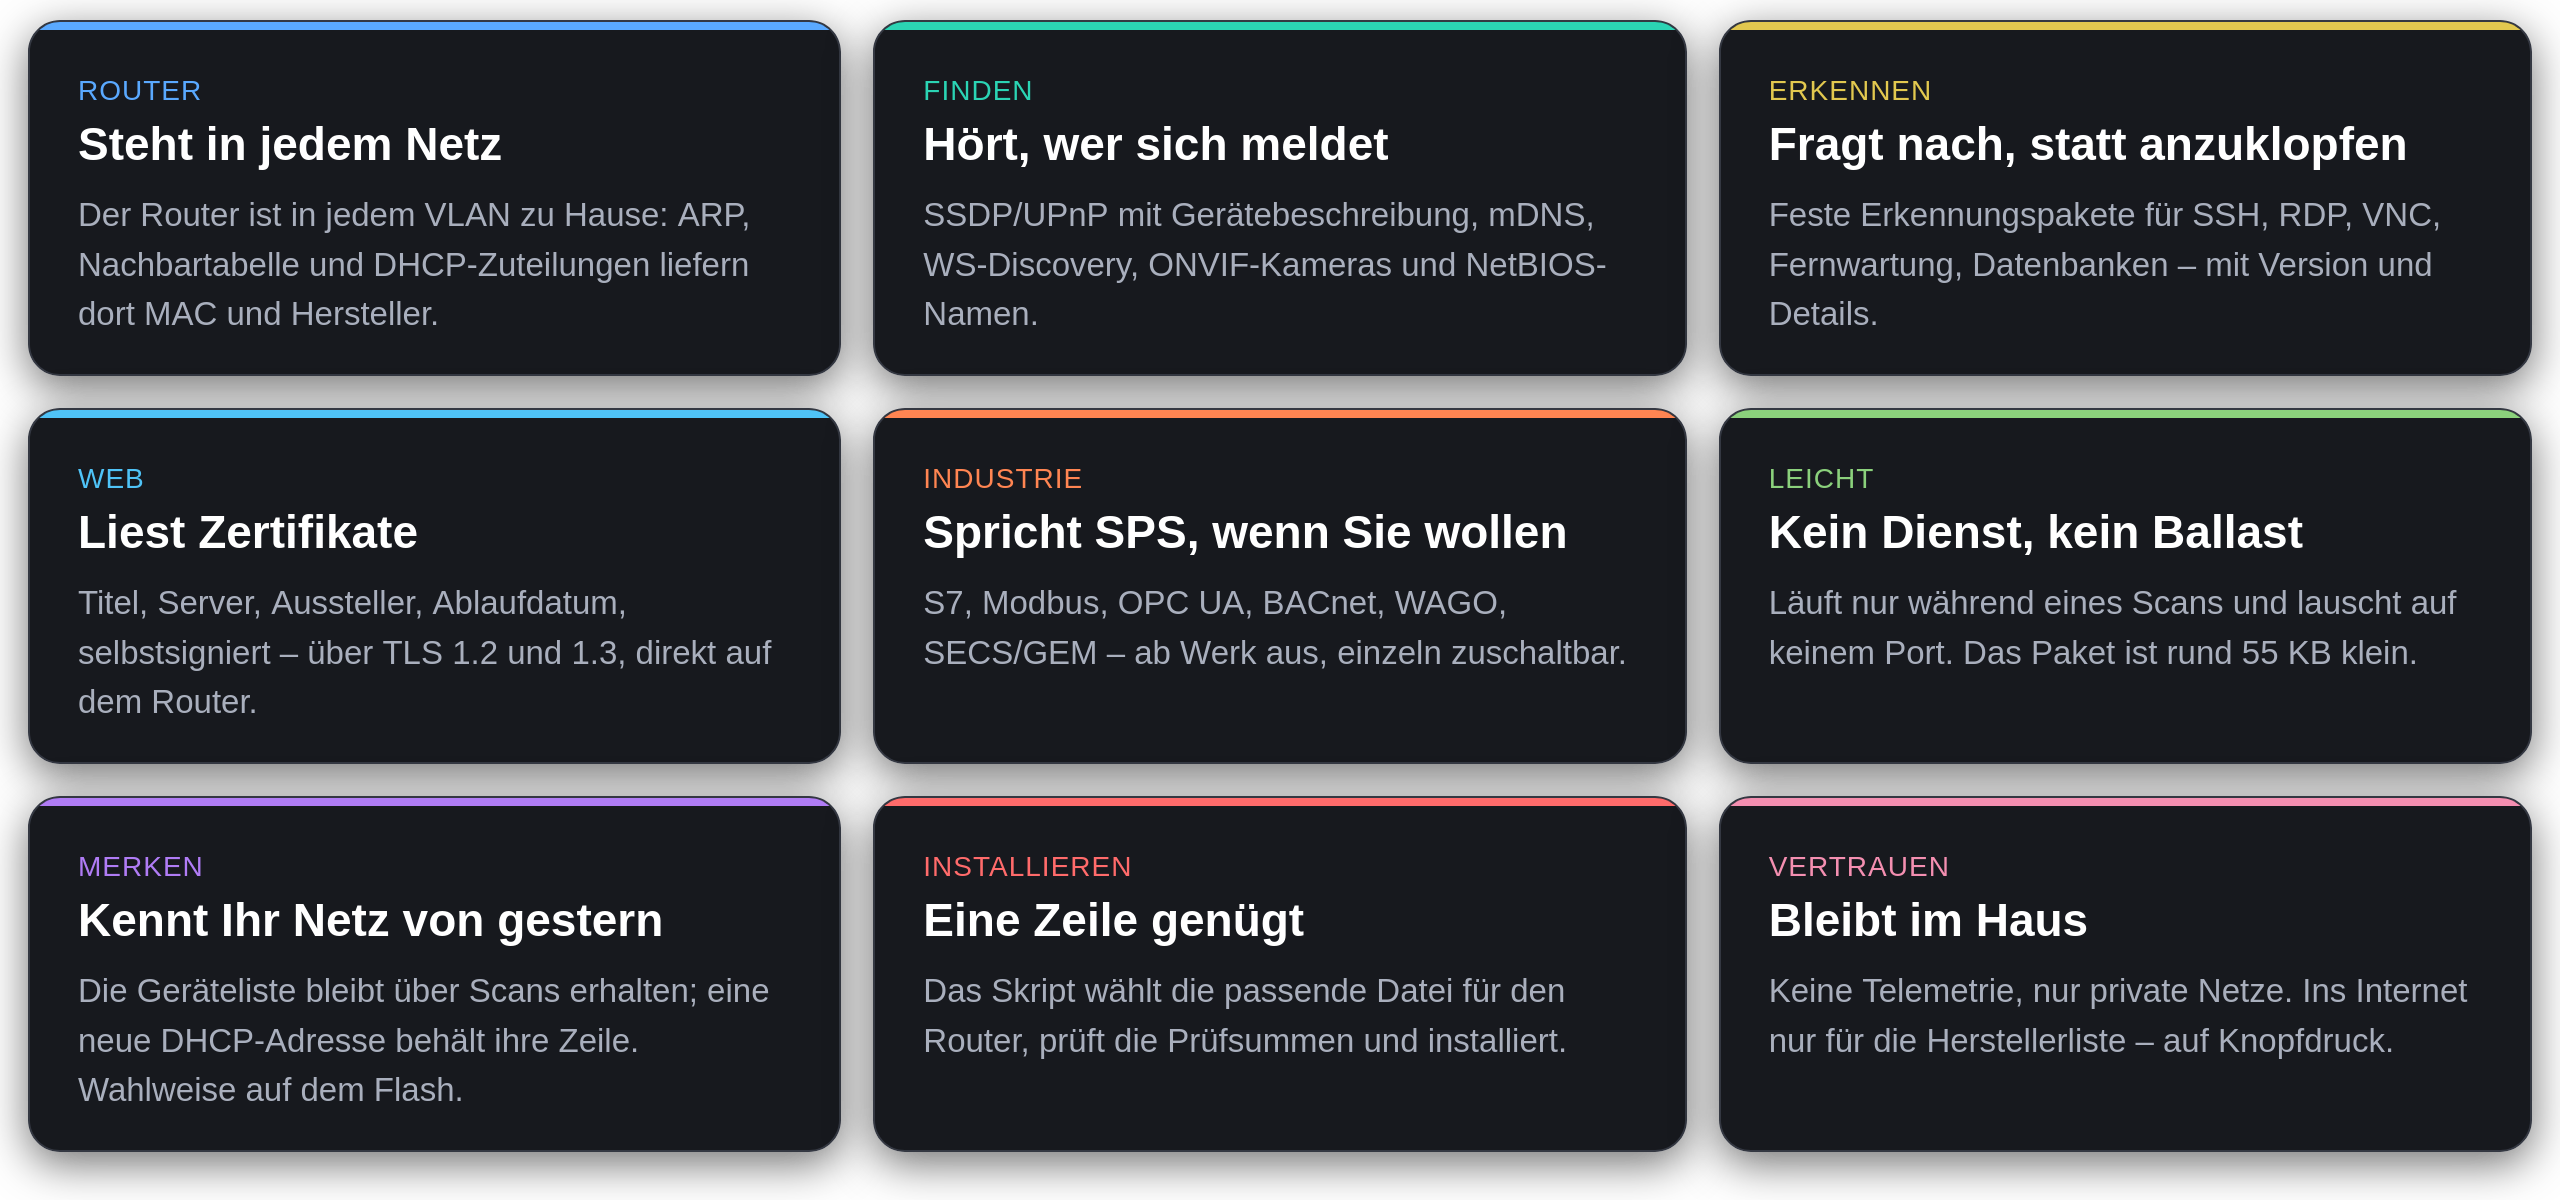 ROUTER
Steht in jedem Netz
Der Router ist in jedem VLAN zu Hause: ARP,
Nachbartabelle und DHCP-Zuteilungen liefern
dort MAC und Hersteller.
FINDEN
Hört, wer sich meldet
SSDP/UPnP mit Gerätebeschreibung, mDNS,
WS-Discovery, ONVIF-Kameras und NetBIOS-
Namen.
ERKENNEN
Fragt nach, statt anzuklopfen
Feste Erkennungspakete für SSH, RDP, VNC,
Fernwartung, Datenbanken – mit Version und
Details.
WEB
Liest Zertifikate
Titel, Server, Aussteller, Ablaufdatum,
selbstsigniert – über TLS 1.2 und 1.3, direkt auf
dem Router.
INDUSTRIE
Spricht SPS, wenn Sie wollen
S7, Modbus, OPC UA, BACnet, WAGO,
SECS/GEM – ab Werk aus, einzeln zuschaltbar.
LEICHT
Kein Dienst, kein Ballast
Läuft nur während eines Scans und lauscht auf
keinem Port. Das Paket ist rund 55 KB klein.
MERKEN
Kennt Ihr Netz von gestern
Die Geräteliste bleibt über Scans erhalten; eine
neue DHCP-Adresse behält ihre Zeile.
Wahlweise auf dem Flash.
INSTALLIEREN
Eine Zeile genügt
Das Skript wählt die passende Datei für den
Router, prüft die Prüfsummen und installiert.
VERTRAUEN
Bleibt im Haus
Keine Telemetrie, nur private Netze. Ins Internet
nur für die Herstellerliste – auf Knopfdruck.